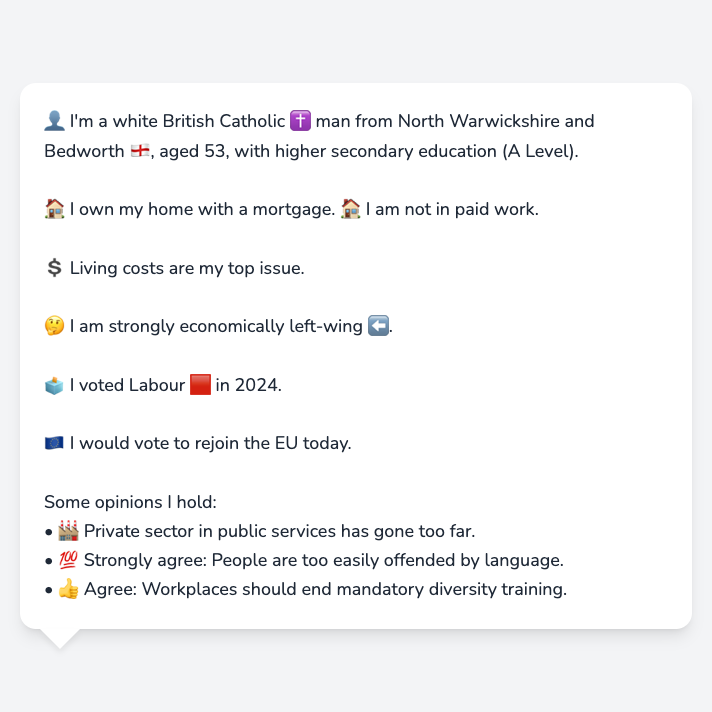 👤 I'm a white British Catholic ✝️ man from North Warwickshire and
Bedworth 🏴󠁧󠁢󠁥󠁮󠁧󠁿, aged 53, with higher secondary education (A Level).
🏠 I own my home with a mortgage. 🏠 I am not in paid work.
💲 Living costs are my top issue.
🤔 I am strongly economically left-wing ⬅️.
🗳️ I voted Labour 🟥 in 2024.
🇪🇺 I would vote to rejoin the EU today.
Some opinions I hold:
• 🏭 Private sector in public services has gone too far.
• 💯 Strongly agree: People are too easily offended by language.
• 👍 Agree: Workplaces should end mandatory diversity training.